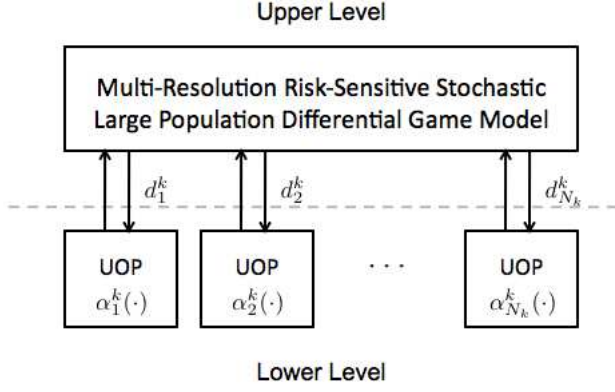 Upper Level
Multi-Resolution Risk-Sensitive Stochastic
Large Population Differential Game Model
d_1^k d_2^k d_{N_k}^k
UOP UOP · · · UOP
α_1^k(·) α_2^k(·) α_{N_k}^k(·)
Lower Level